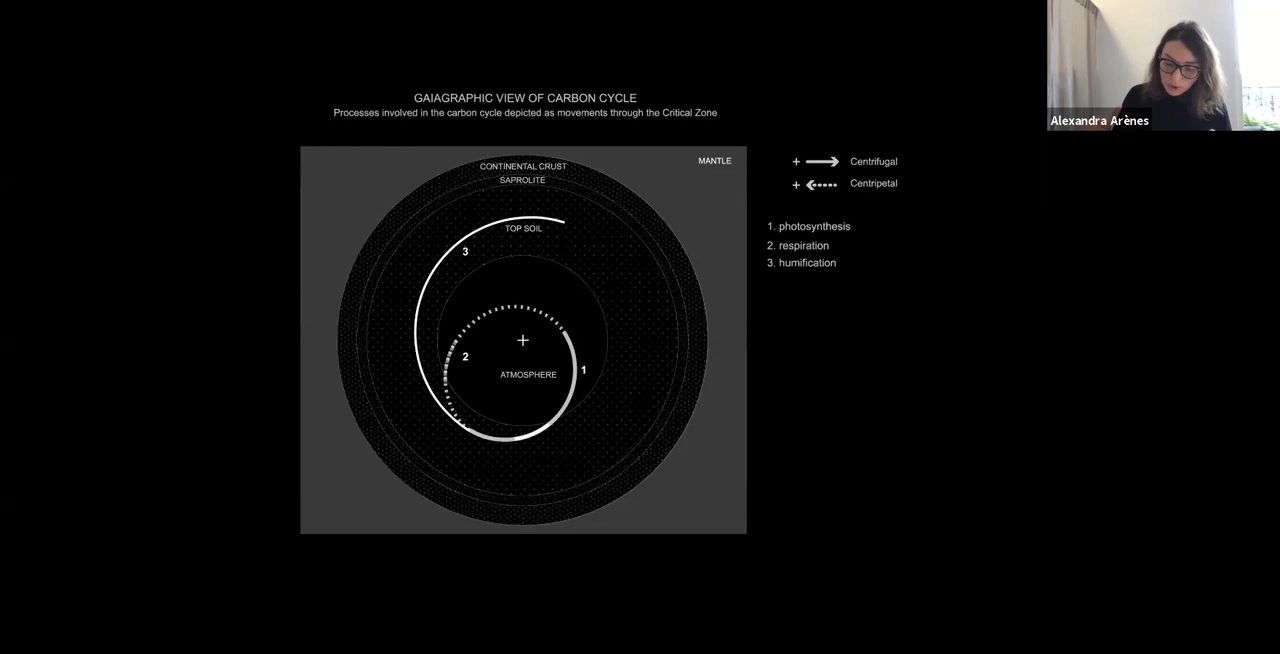 GAIAGRAPHIC VIEW OF CARBON CYCLE
Processes involved in the carbon cycle depicted as movements through the Critical Zone
Alexandra Arènes
CONTINENTAL CRUST
MANTLE
SAPROLITE
TOP SOIL
3
2
ATMOSPHERE
1
+ Centrifugal
+ Centripetal
1. photosynthesis
2. respiration
3. humification